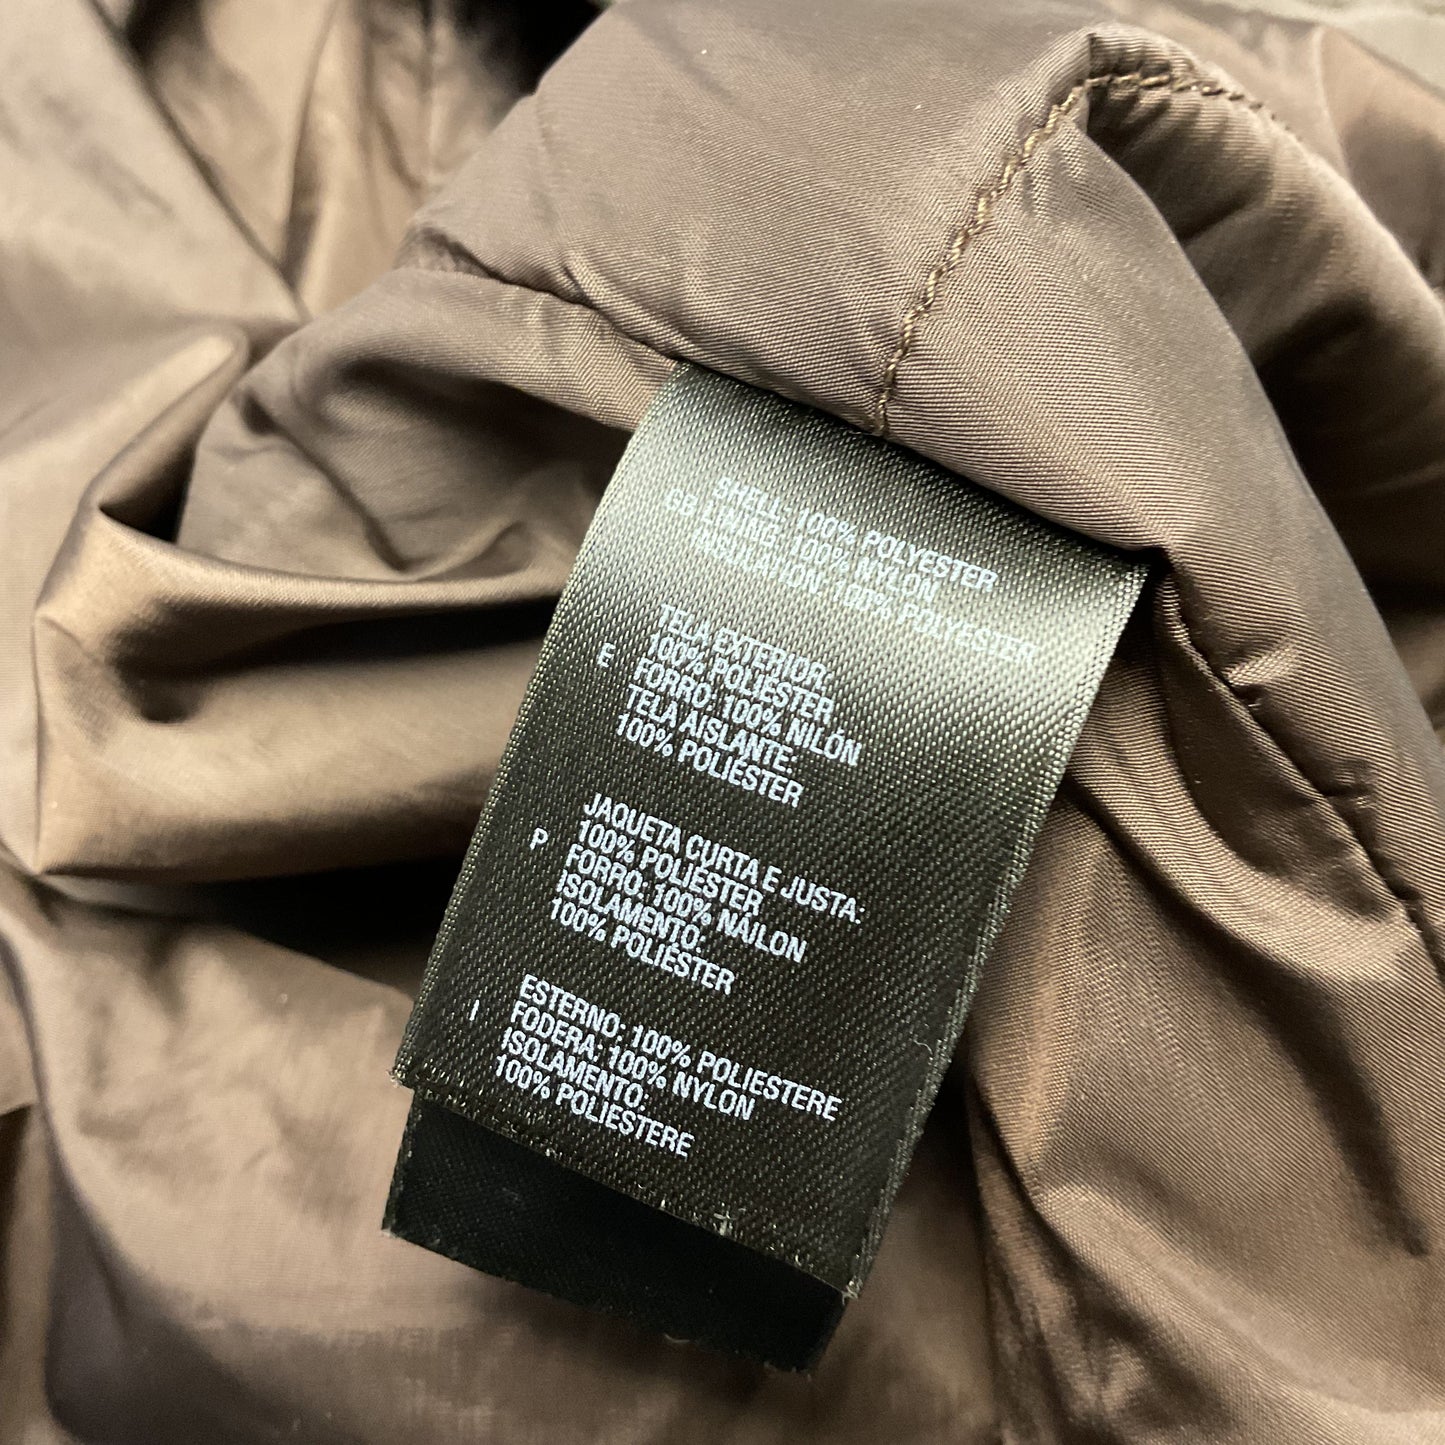 SHELL: 100% POLYESTER
GB LINING: 100% NYLON
INSULATION: 100% POLYESTER
TELA EXTERIOR:
100% POLIESTER
E FORRO: 100% NILÓN
TELA AISLANTE:
100% POLIESTER
JAQUETA CURTA E JUSTA:
100% POLIÉSTER
P FORRO: 100% NÁILON
ISOLAMENTO:
100% POLIÉSTER
ESTERNO: 100% POLIESTERE
I FODERA: 100% NYLON
ISOLAMENTO:
100% POLIESTERE